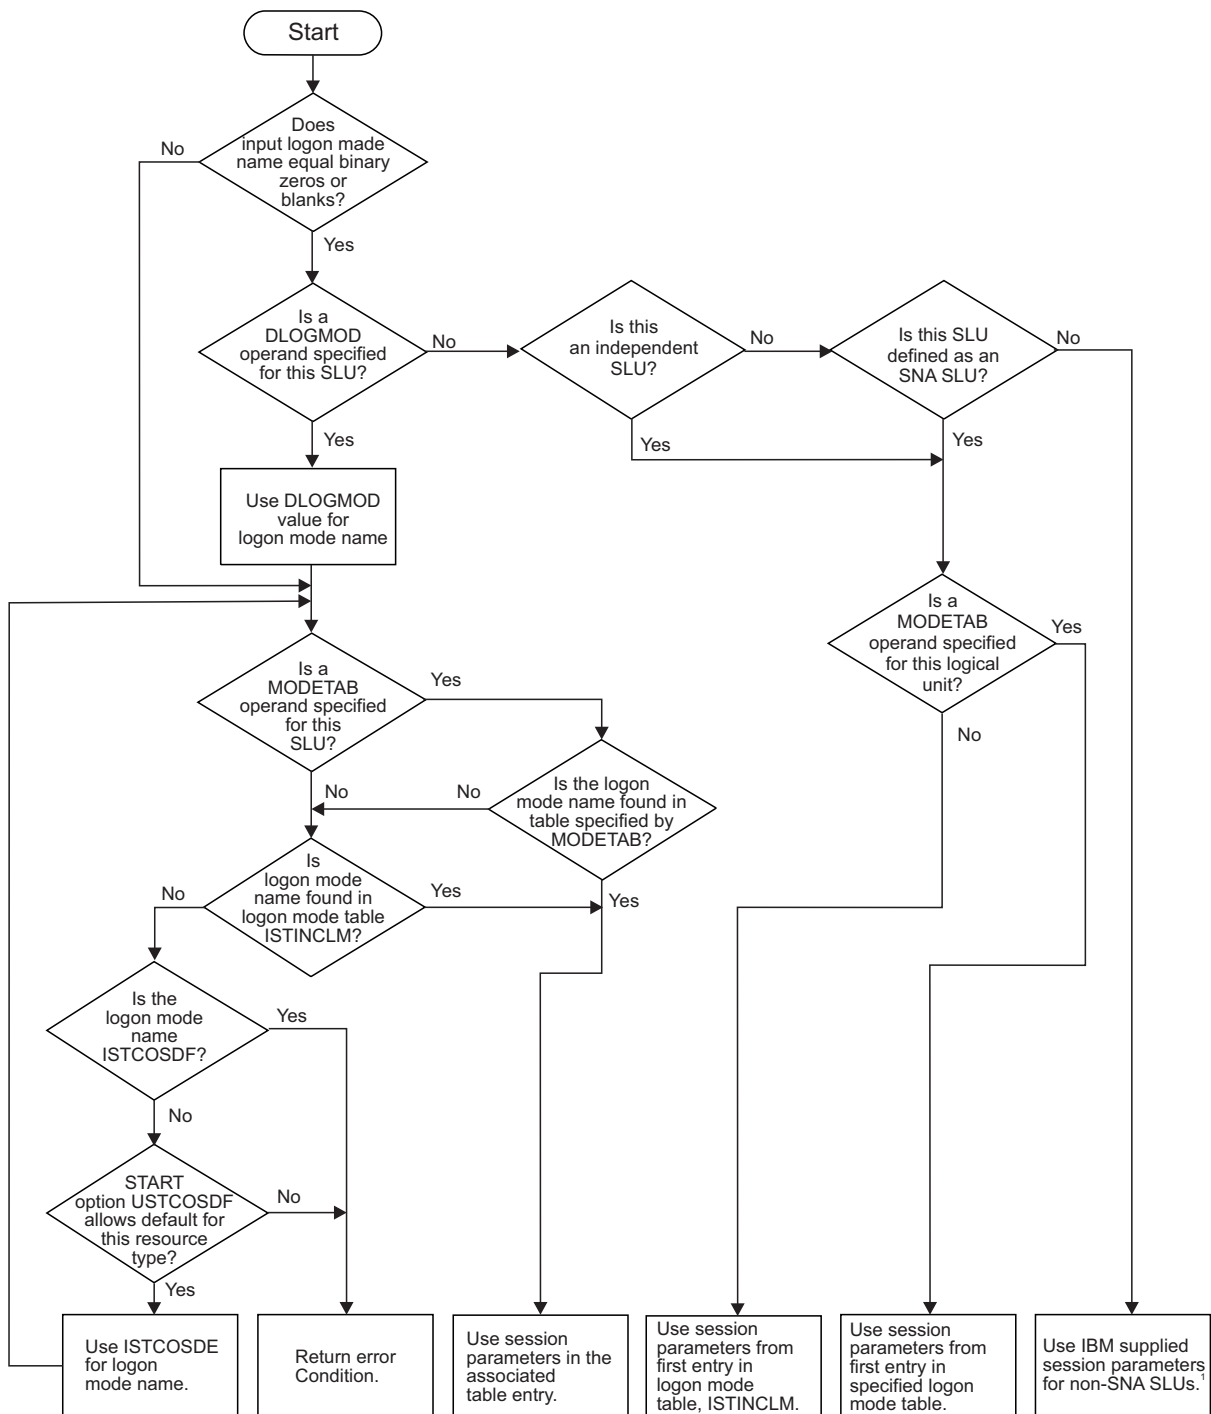 Start
Does
input logon made
name equal binary
zeros or
blanks?
No
Yes
Is a
DLOGMOD
operand specified
for this SLU?
No
Is this
an independent
SLU?
No
Is this SLU
defined as an
SNA SLU?
No
Yes
Yes
Yes
Use DLOGMOD
value for
logon mode name
Is a
MODETAB
operand specified
for this logical
unit?
Yes
No
Is a
MODETAB
operand specified
for this
SLU?
Yes
No
Is the logon
mode name found in
table specified by
MODETAB?
No
Yes
Is
logon mode
name found in
logon mode table
ISTINCLM?
No
Yes
Is the
logon mode
name
ISTCOSDF?
Yes
No
START
option USTCOSDF
allows default for
this resource
type?
No
Yes
Use ISTCOSDE
for logon
mode name.
Return error
Condition.
Use session
parameters in the
associated
table entry.
Use session
parameters from
first entry in
logon mode
table, ISTINCLM.
Use session
parameters from
first entry in
specified logon
mode table.
Use IBM supplied
session parameters
for non-SNA SLUs.¹